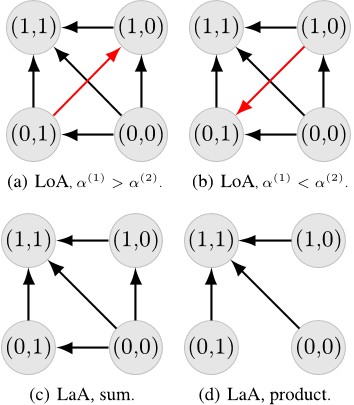 (1,1) (1,0) (1,1) (1,0)
(0,1) (0,0) (0,1) (0,0)
(a) LoA, α⁽¹⁾ > α⁽²⁾. (b) LoA, α⁽¹⁾ < α⁽²⁾.
(1,1) (1,0) (1,1) (1,0)
(0,1) (0,0) (0,1) (0,0)
(c) LaA, sum. (d) LaA, product.